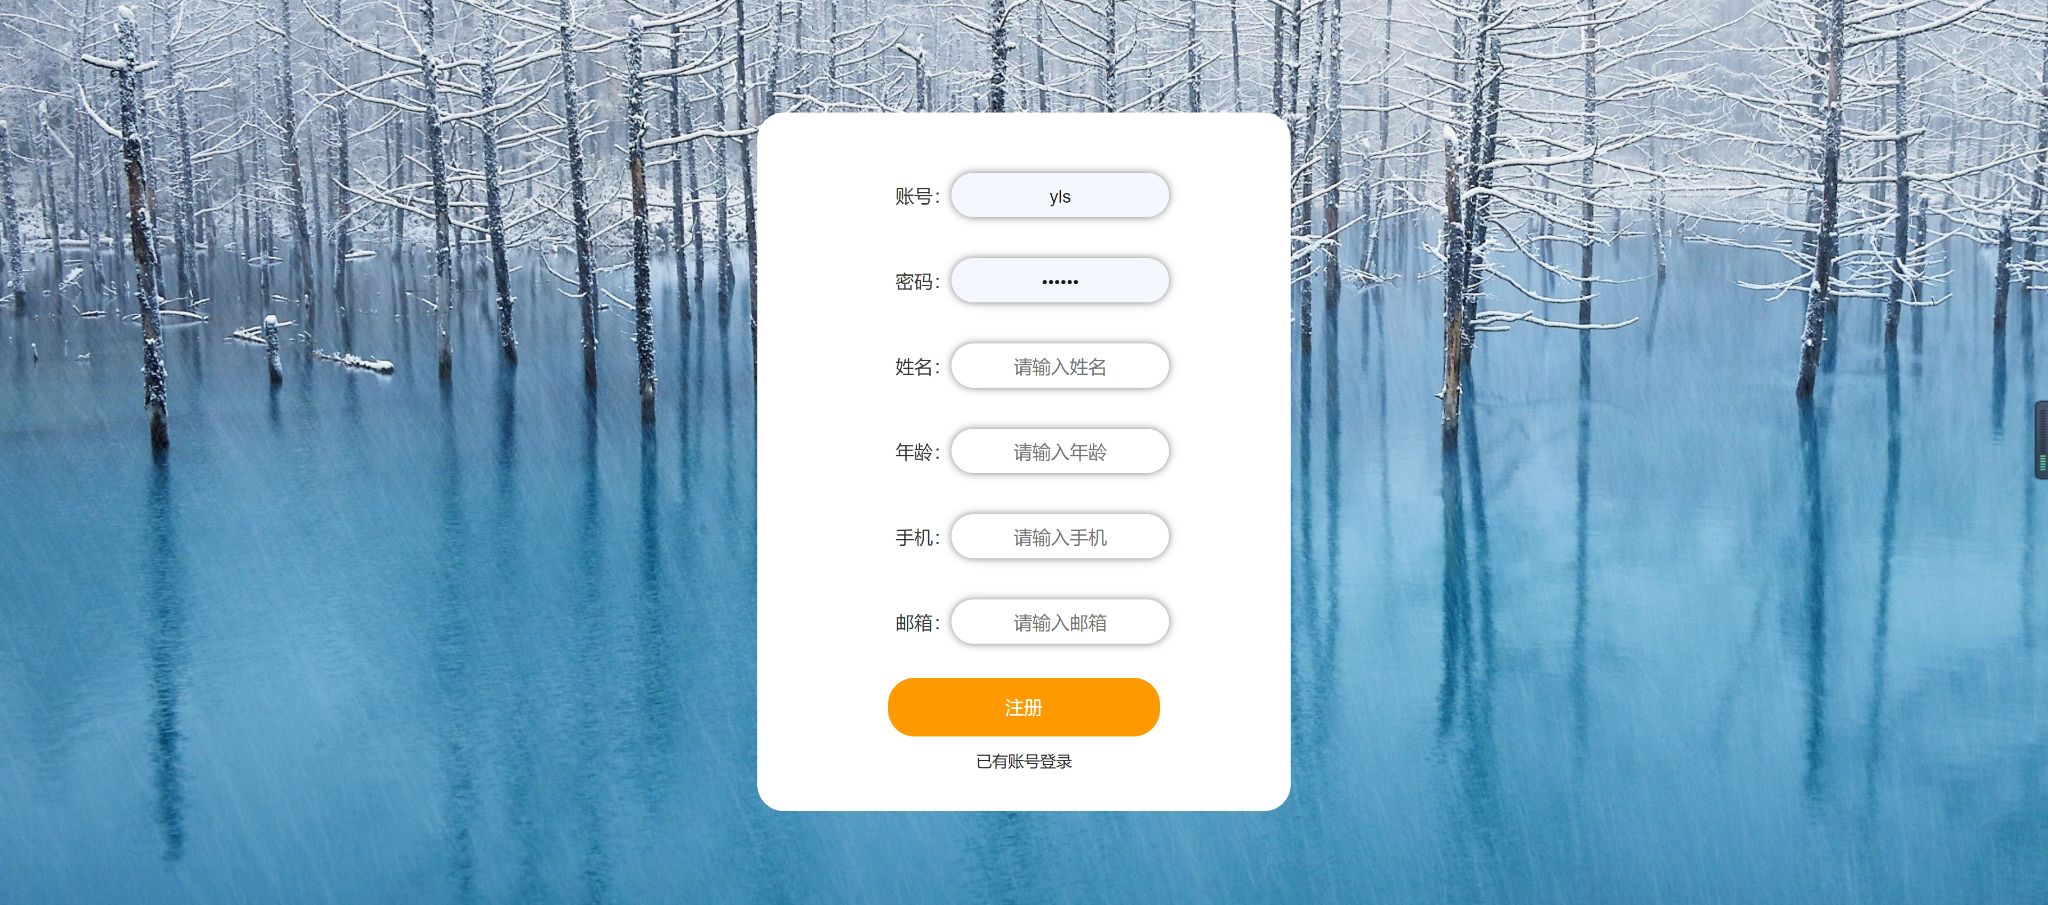 账号： yls
密码： ••••••
姓名： 请输入姓名
年龄： 请输入年龄
手机： 请输入手机
邮箱： 请输入邮箱
注册
已有账号登录